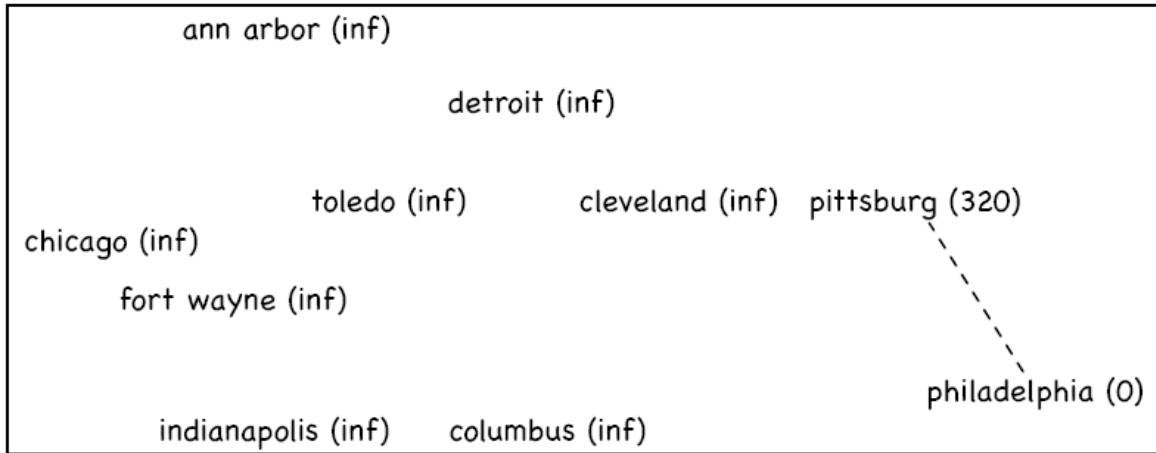 ann arbor (inf)
detroit (inf)
toledo (inf)
cleveland (inf)
pittsburg (320)
chicago (inf)
fort wayne (inf)
philadelphia (0)
indianapolis (inf)
columbus (inf)